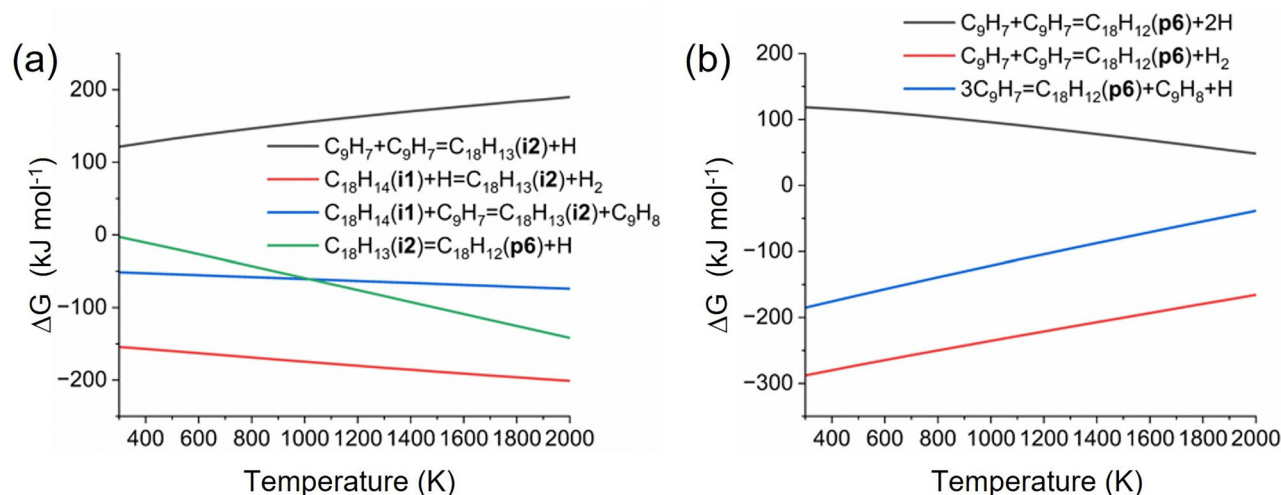 (a)
200
100
0
−100
−200
ΔG (kJ mol⁻¹)
C₉H₇+C₉H₇=C₁₈H₁₃(i2)+H
C₁₈H₁₄(i1)+H=C₁₈H₁₃(i2)+H₂
C₁₈H₁₄(i1)+C₉H₇=C₁₈H₁₃(i2)+C₉H₈
C₁₈H₁₃(i2)=C₁₈H₁₂(p6)+H
400 600 800 1000 1200 1400 1600 1800 2000
Temperature (K)
(b)
C₉H₇+C₉H₇=C₁₈H₁₂(p6)+2H
C₉H₇+C₉H₇=C₁₈H₁₂(p6)+H₂
3C₉H₇=C₁₈H₁₂(p6)+C₉H₈+H
200
100
0
−100
−200
−300
ΔG (kJ mol⁻¹)
400 600 800 1000 1200 1400 1600 1800 2000
Temperature (K)